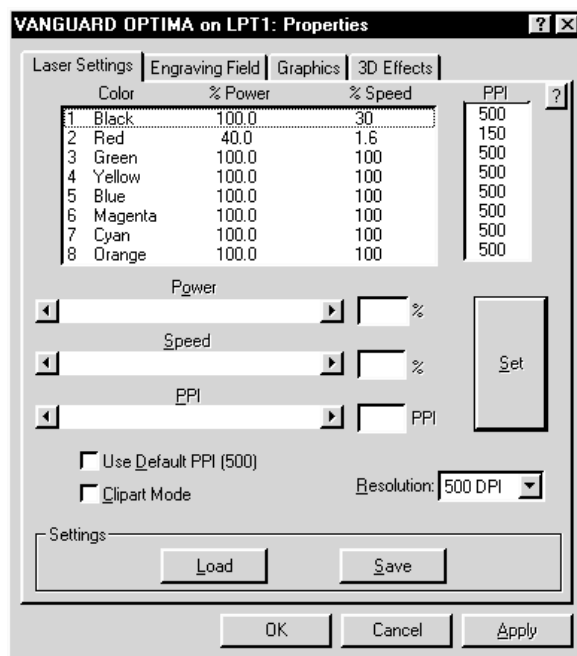 VANGUARD OPTIMA on LPT1: Properties ? ×
Laser Settings Engraving Field Graphics 3D Effects
Color % Power % Speed PPI ?
1 Black 100.0 30 500
2 Red 40.0 1.6 150
3 Green 100.0 100 500
4 Yellow 100.0 100 500
5 Blue 100.0 100 500
6 Magenta 100.0 100 500
7 Cyan 100.0 100 500
8 Orange 100.0 100 500
Power
%
Speed
%
Set
PPI
PPI
Use Default PPI (500)
Clipart Mode
Resolution: 500 DPI
Settings
Load Save
OK Cancel Apply